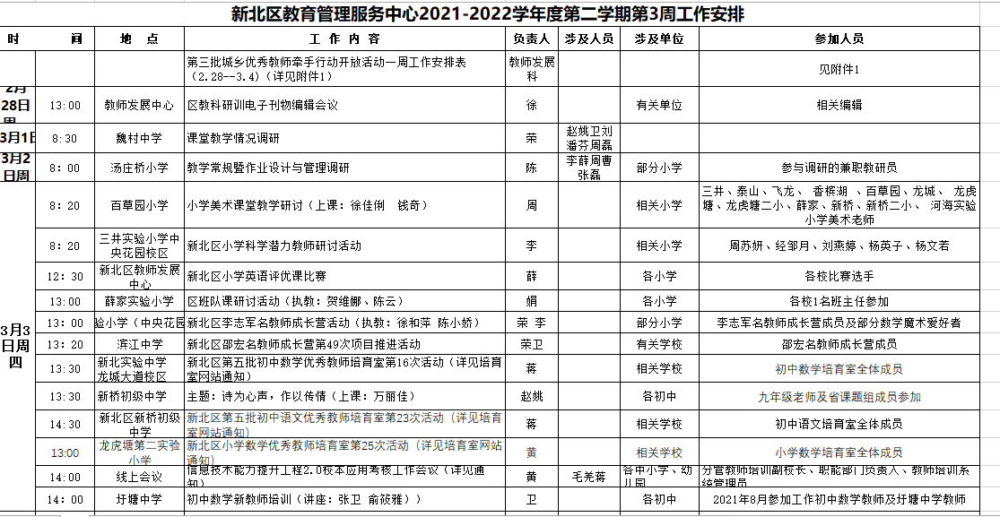 新北区教育管理服务中心2021-2022学年度第二学期第3周工作安排
时 间 地 点 工 作 内 容 负责人 涉及人员 涉及单位 参加人员
第三批城乡优秀教师牵手行动开放活动一周工作安排表
（2.28--3.4)（详见附件1）
教师发展
科
见附件1
2月
28日
周
13:00 教师发展中心 区教科研训电子刊物编辑会议 徐 有关单位 相关编辑
3月1日
8:30 魏村中学 课堂教学情况调研 荣
赵姚卫刘
潘芬周磊
3月2
日周
8：00 汤庄桥小学 教学常规暨作业设计与管理调研 陈
李薛周曹
张磊
部分小学 参与调研的兼职教研员
3月3
日周
四
8：20 百草园小学 小学美术课堂教学研讨（上课：徐佳俐 钱奇） 周 相关小学
三井、泰山、飞龙、 香槟湖 、百草园、龙城、 龙虎
塘、龙虎塘二小、薛家、新桥、新桥二小、 河海实验
小学美术老师
8：20
三井实验小学中
央花园校区
新北区小学科学潜力教师研讨活动 李 相关小学 周苏妍、经邹月、刘燕婷、杨英子、杨文若
12：30
新北区教师发展
中心
新北区小学英语评优课比赛 薛 各小学 各校比赛选手
13:00 薛家实验小学 区班队课研讨活动（执教：贺维娜、陈云） 娟 各小学 各校1名班主任参加
13：00 验小学（中央花园 新北区李志军名教师成长营活动（执教：徐和萍 陈小娇） 荣 李 部分小学 李志军名教师成长营成员及部分数学魔术爱好者
13：20 滨江中学 新北区邵宏名教师成长营第49次项目推进活动 荣卫 有关学校 邵宏名教师成长营成员
13:30
新北实验中学
龙城大道校区
新北区第五批初中数学优秀教师培育室第16次活动（详见培育
室网站通知）
蒋 相关学校 初中数学培育室全体成员
13:30 新桥初级中学 主题：诗为心声，作以传情（上课：万丽佳） 赵姚 各初中 九年级老师及省课题组成员参加
14:30
新北区新桥初级
中学
新北区第五批初中语文优秀教师培育室第23次活动（详见培育
室网站通知）
蒋 相关学校 初中语文培育室全体成员
13:00
龙虎塘第二实验
小学
新北区小学数学优秀教师培育室第25次活动（详见培育室网站
通知）
黄 相关学校 小学数学培育室全体成员
14:00 线上会议
信息技术能力提升工程2.0校本应用考核工作会议（详见通
知）
黄 毛羌蒋
各中小学、幼
儿园
分管教师培训副校长、职能部门负责人、教师培训系
统管理员
14：00 圩塘中学 初中数学新教师培训（讲座：张卫 俞筱雅)） 卫 各初中 2021年8月参加工作初中数学教师及圩塘中学教师